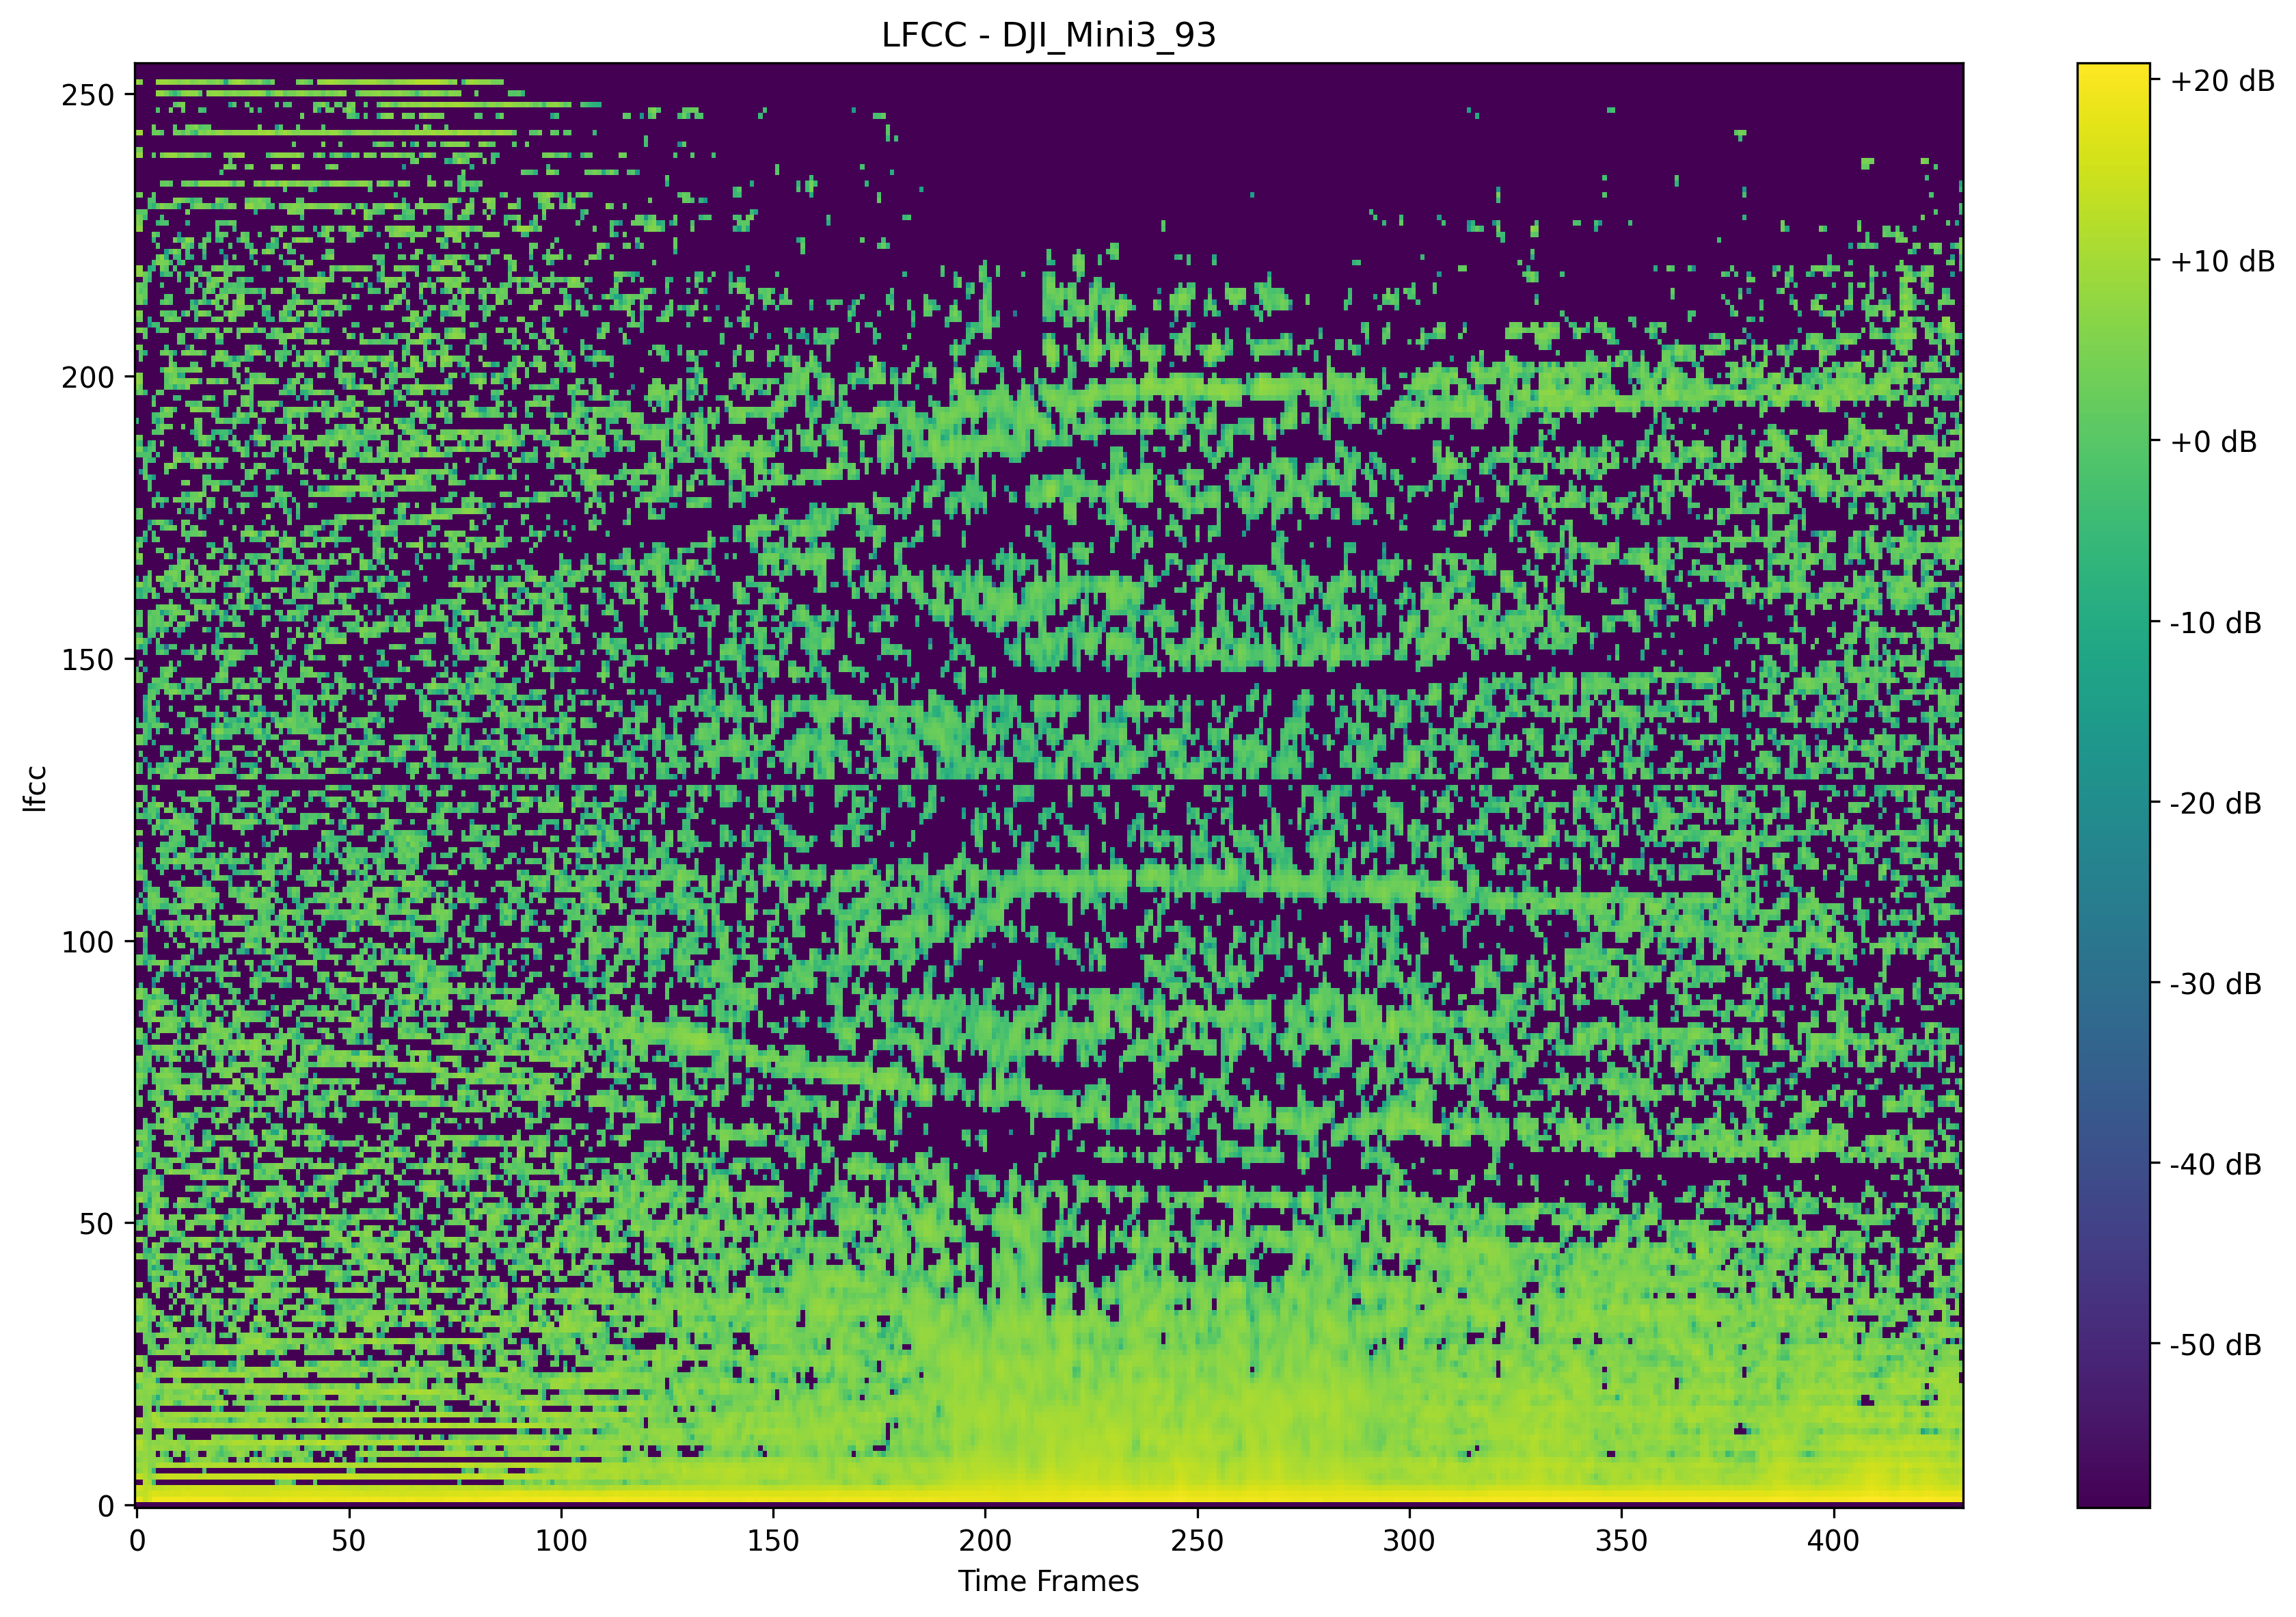 LFCC - DJI_Mini3_93
250
200
150
100
50
0
lfcc
0 50 100 150 200 250 300 350 400
Time Frames
+20 dB
+10 dB
+0 dB
-10 dB
-20 dB
-30 dB
-40 dB
-50 dB